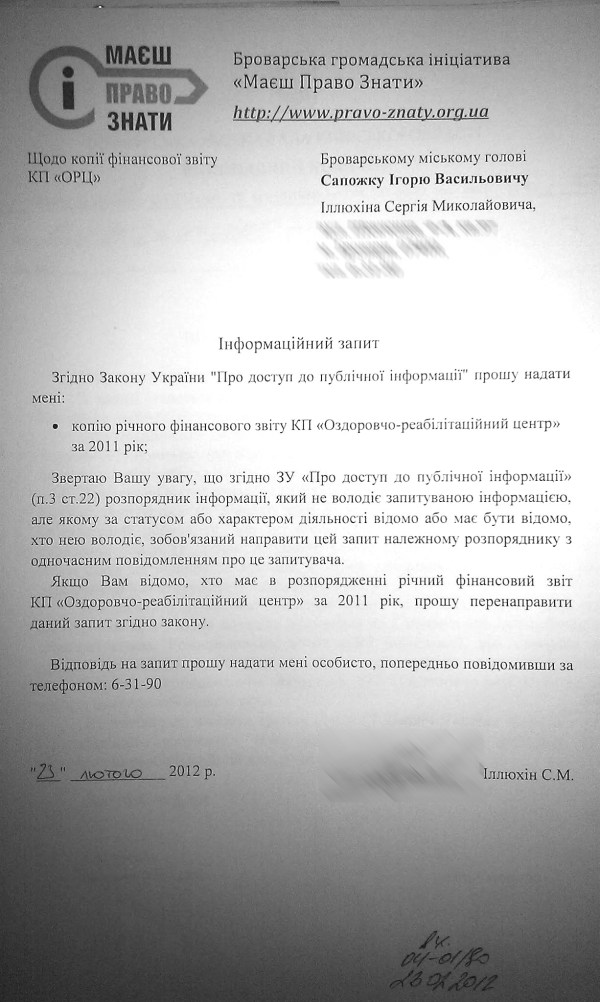 МАЄШ
ПРАВО
ЗНАТИ
Броварська громадська ініціатива
«Маєш Право Знати»
http://www.pravo-znaty.org.ua
Щодо копії фінансової звіту
КП «ОРЦ»
Броварському міському голові
Сапожку Ігорю Васильовичу
Іллюхіна Сергія Миколайовича,
Інформаційний запит
Згідно Закону України "Про доступ до публічної інформації" прошу надати
мені:
• копію річного фінансового звіту КП «Оздоровчо-реабілітаційний центр»
за 2011 рік;
Звертаю Вашу увагу, що згідно ЗУ «Про доступ до публічної інформації»
(п.3 ст.22) розпорядник інформації, який не володіє запитуваною інформацією,
але якому за статусом або характером діяльності відомо або має бути відомо,
хто нею володіє, зобов'язаний направити цей запит належному розпоряднику з
одночасним повідомленням про це запитувача.
Якщо Вам відомо, хто має в розпорядженні річний фінансовий звіт
КП «Оздоровчо-реабілітаційний центр» за 2011 рік, прошу перенаправити
даний запит згідно закону.
Відповідь на запит прошу надати мені особисто, попередньо повідомивши за
телефоном: 6-31-90
"23" лютого 2012 р.
Іллюхін С.М.
Вх.
04-01/80
23.02.2012